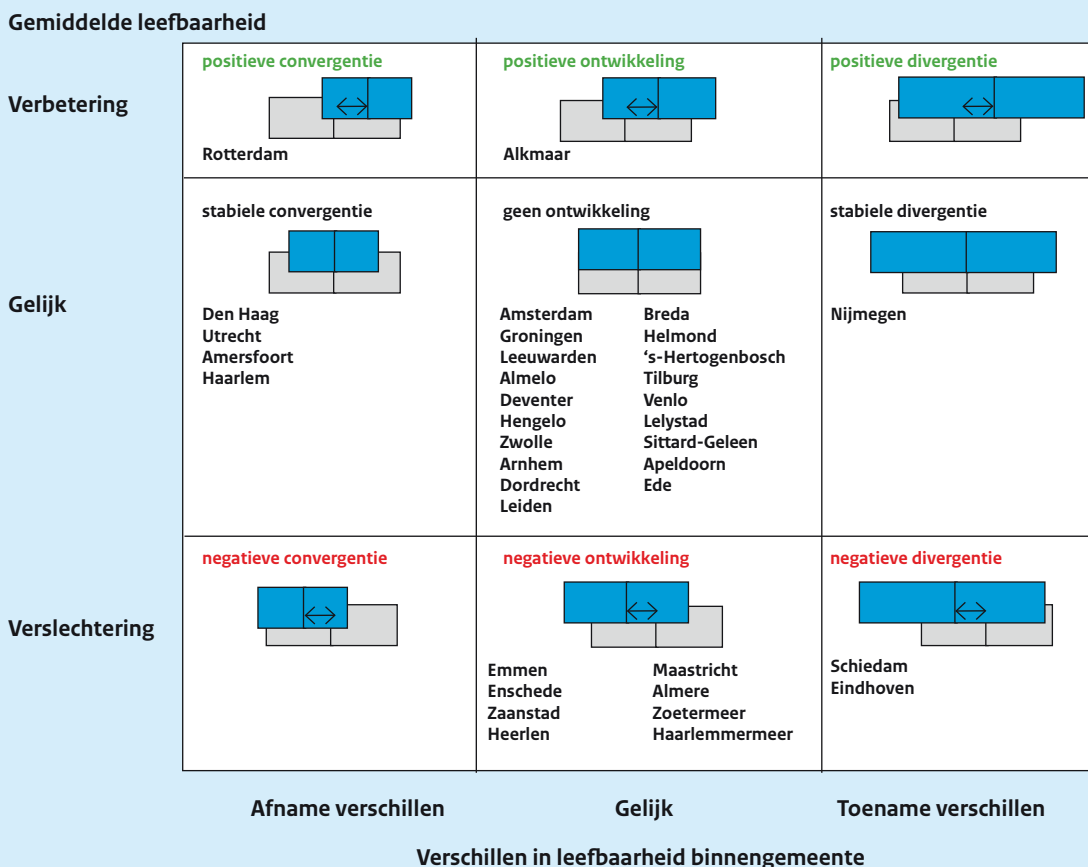 Gemiddelde leefbaarheid
Verbetering
positieve convergentie
Rotterdam
positieve ontwikkeling
Alkmaar
positieve divergentie
Gelijk
stabiele convergentie
Den Haag
Utrecht
Amersfoort
Haarlem
geen ontwikkeling
Amsterdam
Groningen
Leeuwarden
Almelo
Deventer
Hengelo
Zwolle
Arnhem
Dordrecht
Leiden
Breda
Helmond
‘s-Hertogenbosch
Tilburg
Venlo
Lelystad
Sittard-Geleen
Apeldoorn
Ede
stabiele divergentie
Nijmegen
Verslechtering
negatieve convergentie
negatieve ontwikkeling
Emmen
Enschede
Zaanstad
Heerlen
Maastricht
Almere
Zoetermeer
Haarlemmermeer
negatieve divergentie
Schiedam
Eindhoven
Afname verschillen
Gelijk
Toename verschillen
Verschillen in leefbaarheid binnengemeente